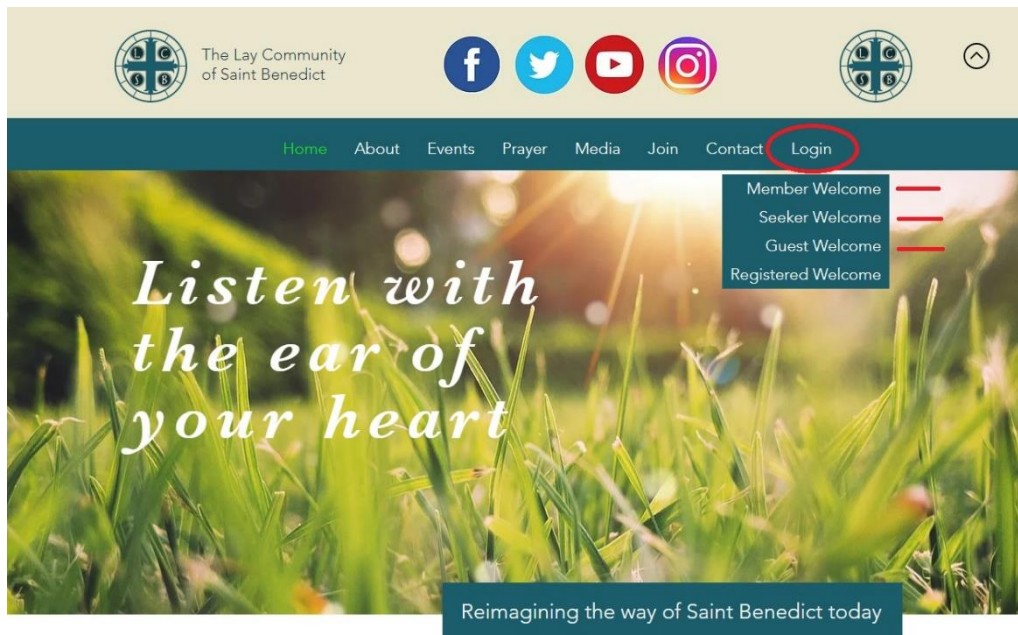 The Lay Community
of Saint Benedict
L C
S B
f
L C
S B
Home About Events Prayer Media Join Contact Login
Member Welcome
Seeker Welcome
Guest Welcome
Registered Welcome
Listen with
the ear of
your heart
Reimagining the way of Saint Benedict today